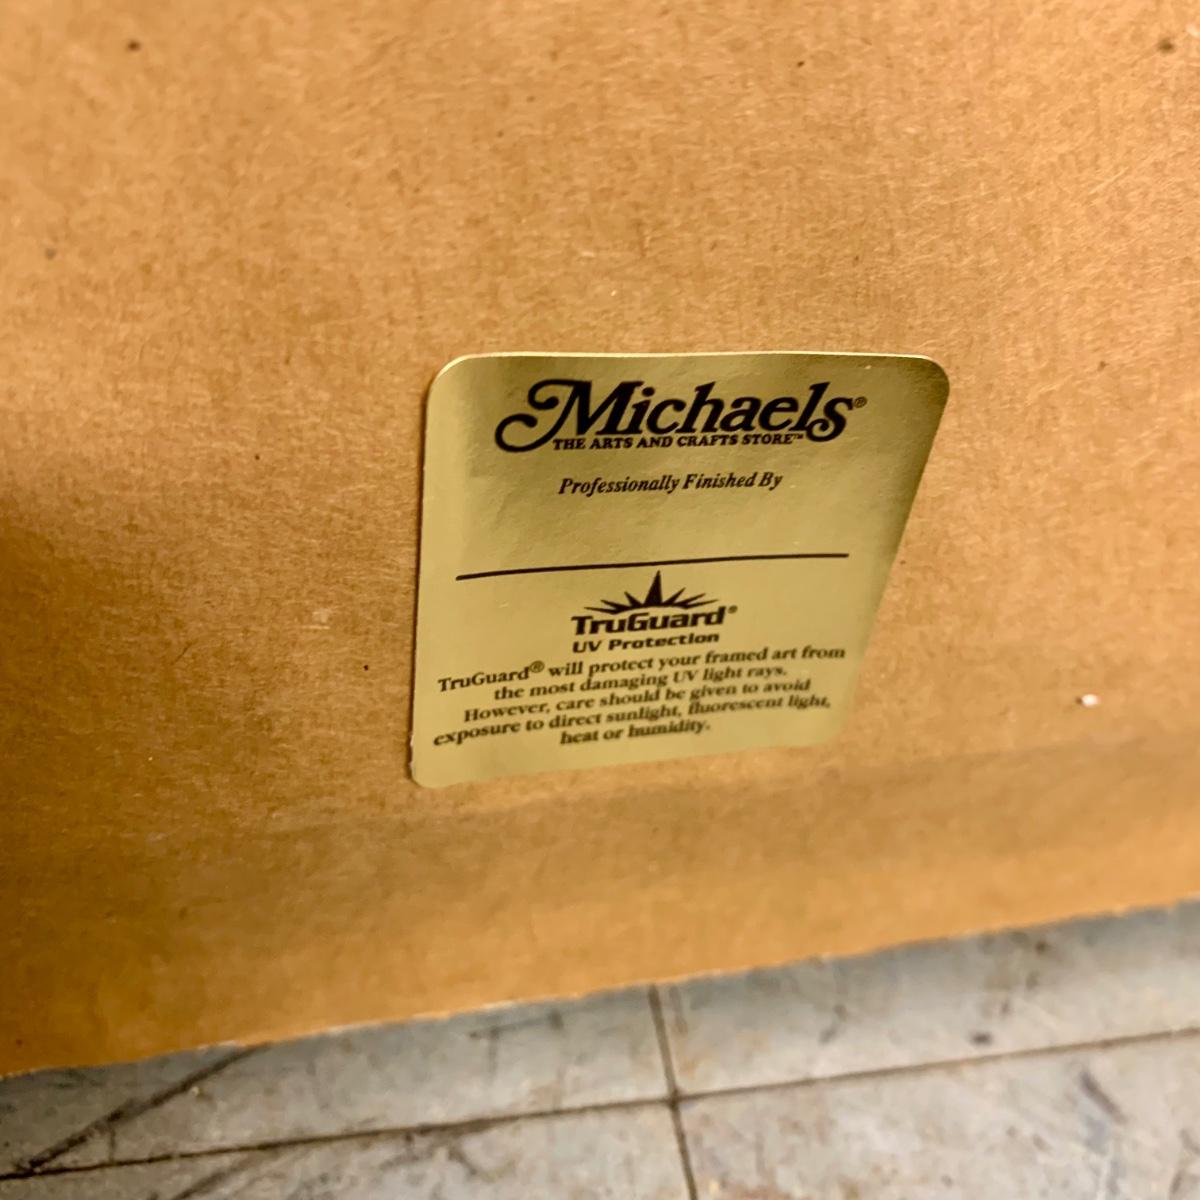 Michaels®
THE ARTS AND CRAFTS STORE™
Professionally Finished By
TruGuard®
UV Protection
TruGuard® will protect your framed art from
the most damaging UV light rays.
However, care should be given to avoid
exposure to direct sunlight, fluorescent light,
heat or humidity.